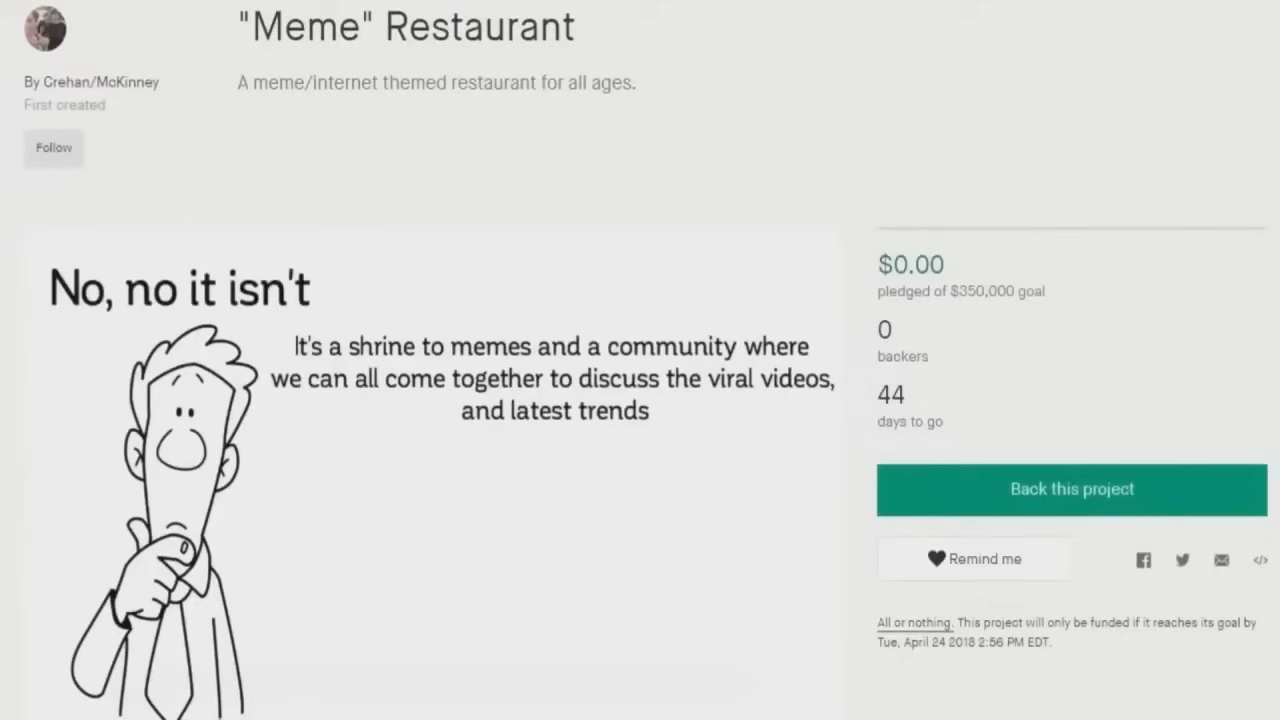 "Meme" Restaurant
By Crehan/McKinney
A meme/internet themed restaurant for all ages.
First created
Follow
No, no it isn't
It's a shrine to memes and a community where
we can all come together to discuss the viral videos,
and latest trends
$0.00
pledged of $350,000 goal
0
backers
44
days to go
Back this project
Remind me
All or nothing. This project will only be funded if it reaches its goal by
Tue, April 24 2018 2:56 PM EDT.